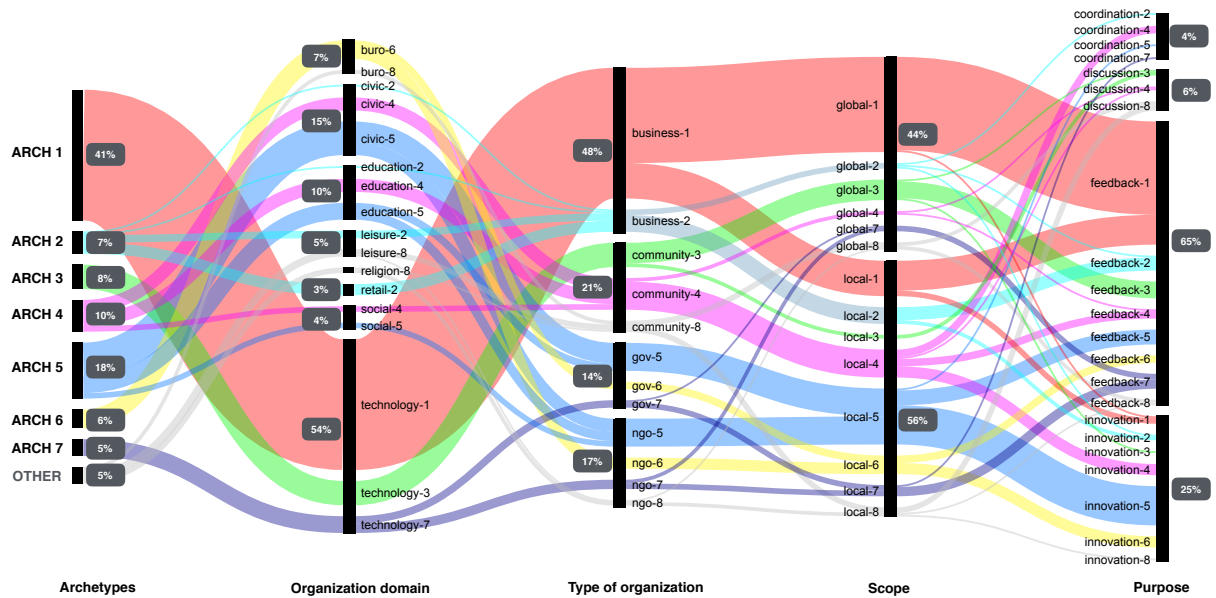 ARCH 1
41%
ARCH 2
7%
ARCH 3
8%
ARCH 4
10%
ARCH 5
18%
ARCH 6
6%
ARCH 7
5%
OTHER
5%
Archetypes
7%
buro-6
buro-8
civic-2
15%
civic-4
civic-5
education-2
10%
education-4
education-5
5%
leisure-2
leisure-8
religion-8
3%
retail-2
4%
social-4
social-5
54%
technology-1
technology-3
technology-7
Organization domain
48%
business-1
business-2
21%
community-3
community-4
community-8
14%
gov-5
gov-6
gov-7
17%
ngo-5
ngo-6
ngo-7
ngo-8
Type of organization
44%
global-1
global-2
global-3
global-4
global-7
global-8
56%
local-1
local-2
local-3
local-4
local-5
local-6
local-7
local-8
Scope
4%
coordination-2
coordination-4
coordination-5
coordination-7
6%
discussion-3
discussion-4
discussion-8
65%
feedback-1
feedback-2
feedback-3
feedback-4
feedback-5
feedback-6
feedback-7
feedback-8
25%
innovation-1
innovation-2
innovation-3
innovation-4
innovation-5
innovation-6
innovation-8
Purpose